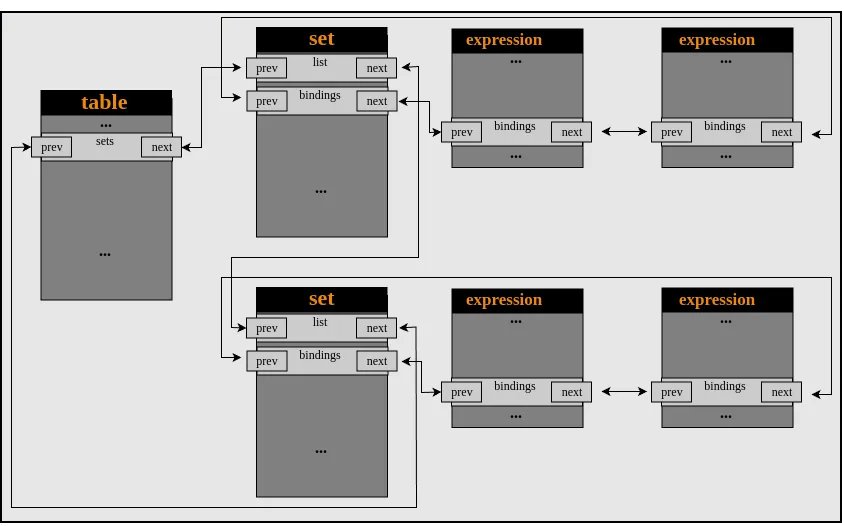 table
...
sets
prev
next
...
set
list
prev
next
bindings
prev
next
...
expression
...
bindings
prev
next
...
expression
...
bindings
prev
next
...
set
list
prev
next
bindings
prev
next
...
expression
...
bindings
prev
next
...
expression
...
bindings
prev
next
...